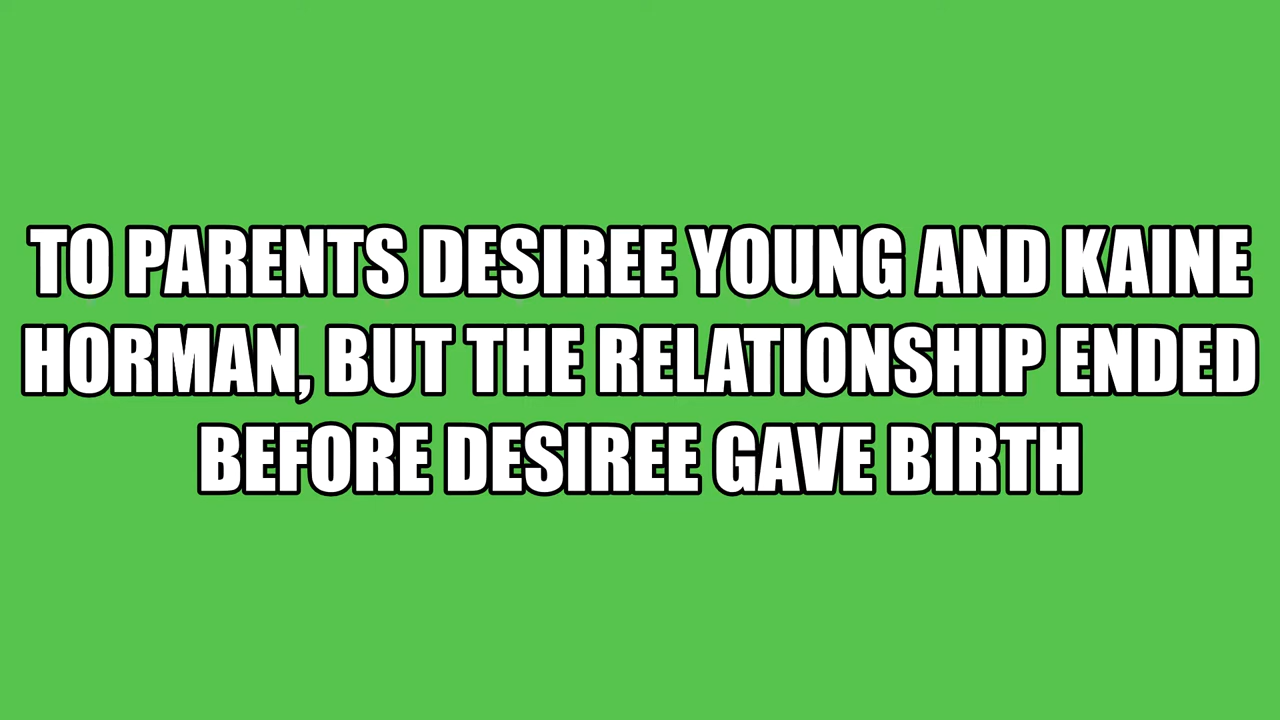 TO PARENTS DESIREE YOUNG AND KAINE
HORMAN, BUT THE RELATIONSHIP ENDED
BEFORE DESIREE GAVE BIRTH